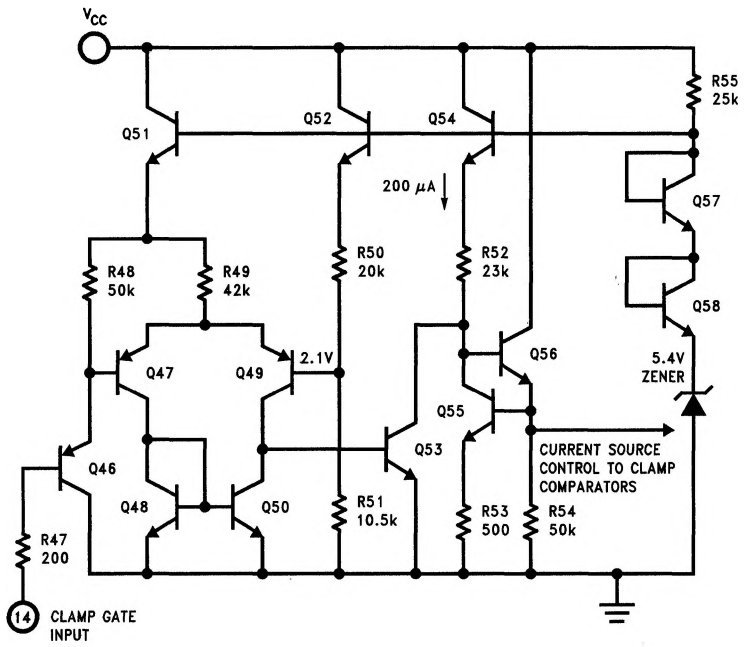 VCC
R55
25k
Q51
Q52
Q54
Q57
200 μA
R48
50k
R49
42k
R50
20k
R52
23k
Q58
2.1V
Q47
Q49
Q56
5.4V
ZENER
Q55
Q46
Q53
CURRENT SOURCE
CONTROL TO CLAMP
COMPARATORS
Q48
Q50
R51
10.5k
R53
500
R54
50k
R47
200
14 CLAMP GATE
INPUT